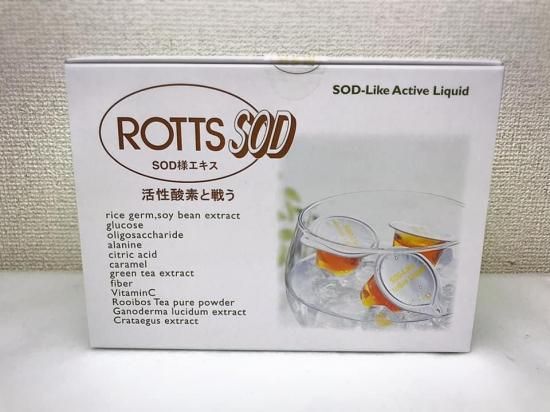 SOD-Like Active Liquid
ROTTS SOD
SOD様エキス
活性酸素と戦う
rice germ,soy bean extract
glucose
oligosaccharide
alanine
citric acid
caramel
green tea extract
fiber
VitaminC
Rooibos Tea pure powder
Ganoderma lucidum extract
Crataegus extract